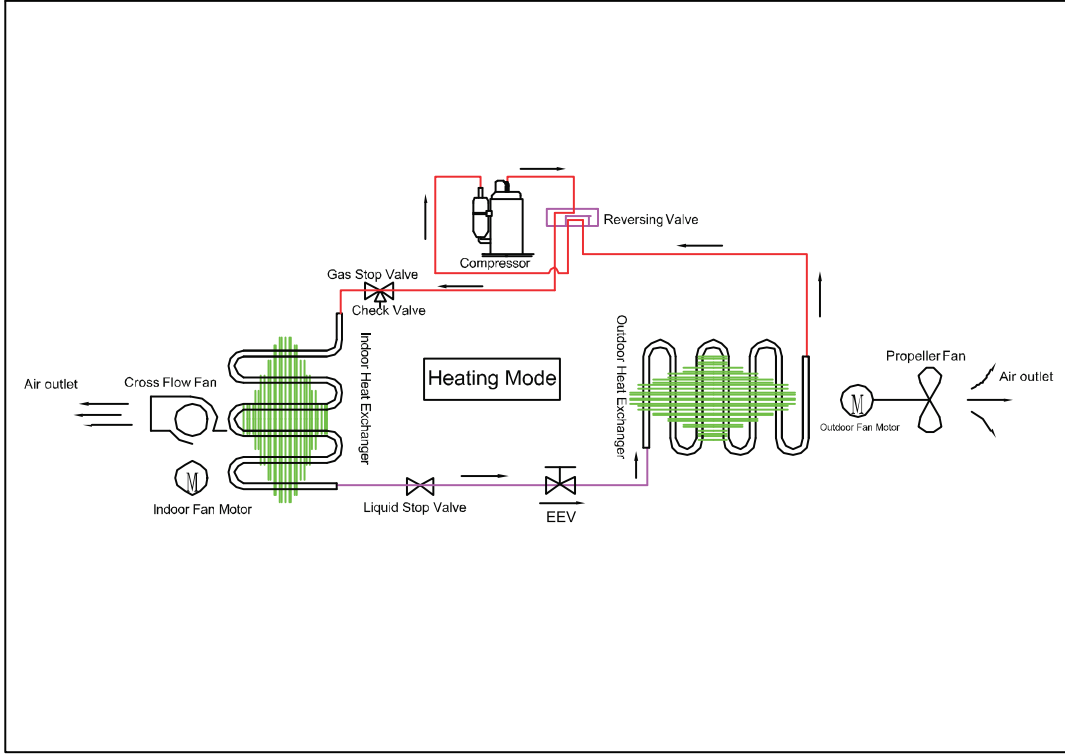 Reversing Valve
Compressor
Gas Stop Valve
Check Valve
Indoor Heat Exchanger
Outdoor Heat Exchanger
Heating Mode
Air outlet
Cross Flow Fan
M
Indoor Fan Motor
Liquid Stop Valve
EEV
Propeller Fan
Air outlet
M
Outdoor Fan Motor